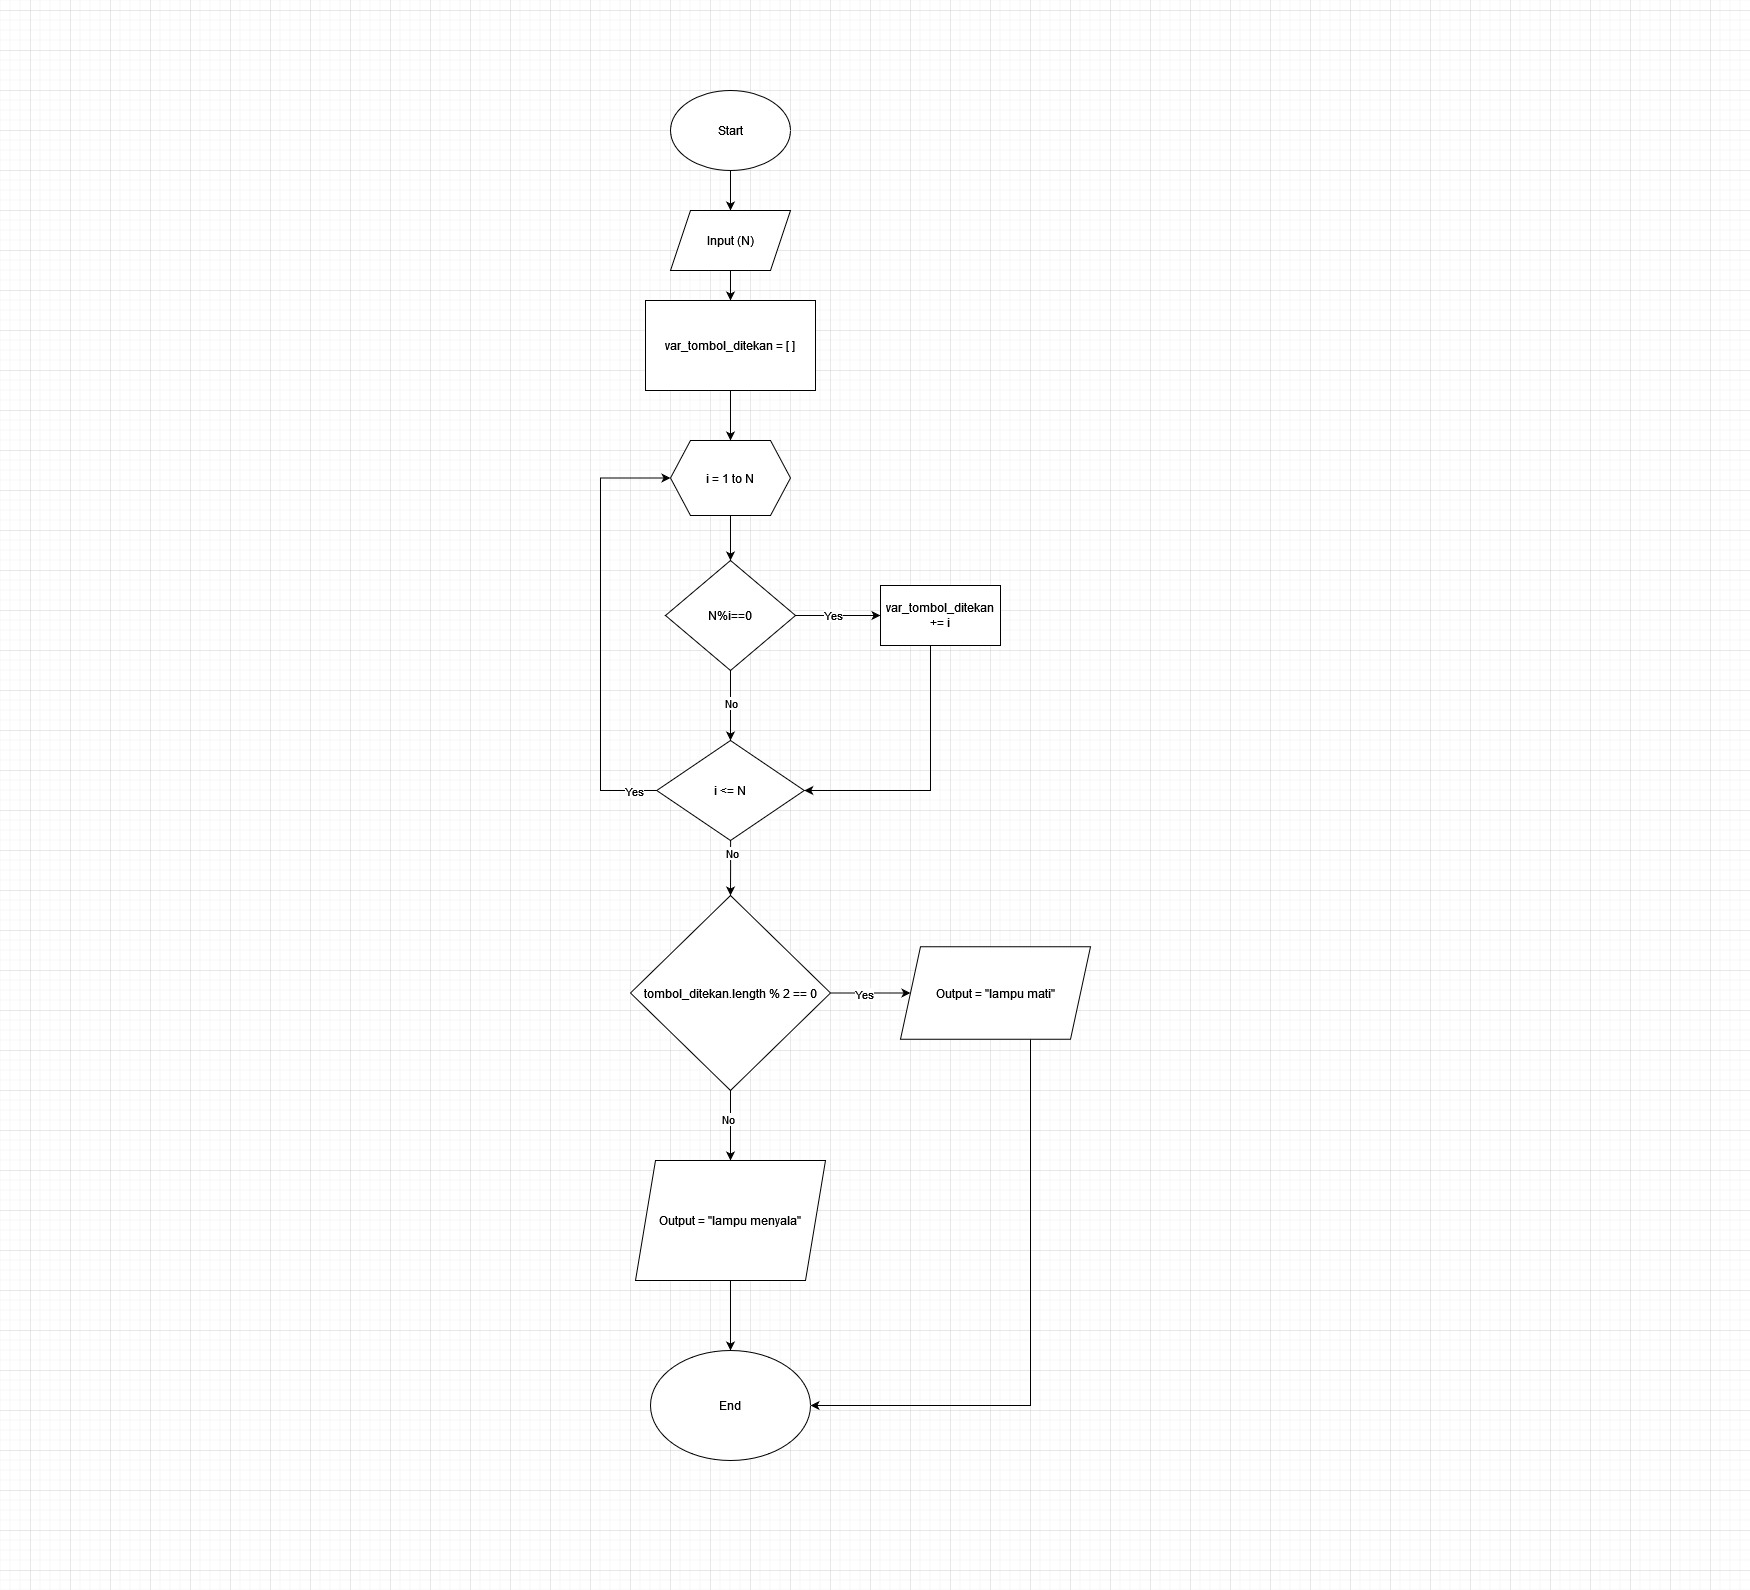 Start
Input (N)
var_tombol_ditekan = [ ]
i = 1 to N
N%i==0
Yes
var_tombol_ditekan
+= i
No
i <= N
Yes
No
tombol_ditekan.length % 2 == 0
Yes
Output = "lampu mati"
No
Output = "lampu menyala"
End